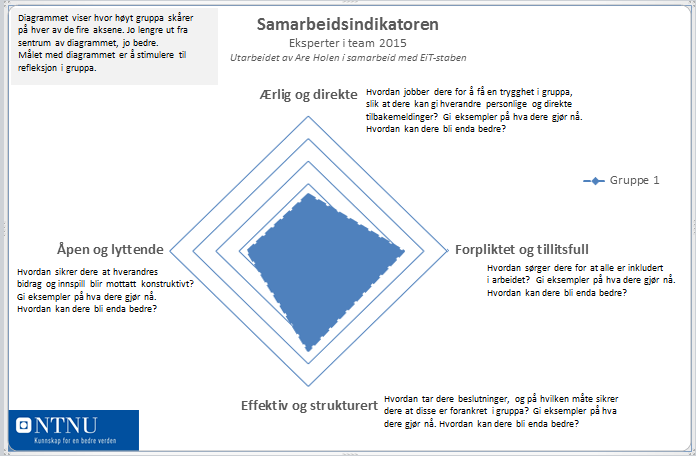 Diagrammet viser hvor høyt gruppa skårer
på hver av de fire aksene. Jo lengre ut fra
sentrum av diagrammet, jo bedre.
Målet med diagrammet er å stimulere til
refleksjon i gruppa.
Samarbeidsindikatoren
Eksperter i team 2015
Utarbeidet av Are Holen i samarbeid med EiT-staben
Ærlig og direkte
Hvordan jobber dere for å få en trygghet i gruppa,
slik at dere kan gi hverandre personlige og direkte
tilbakemeldinger? Gi eksempler på hva dere gjør nå.
Hvordan kan dere bli enda bedre?
Gruppe 1
Åpen og lyttende
Hvordan sikrer dere at hverandres
bidrag og innspill blir mottatt konstruktivt?
Gi eksempler på hva dere gjør nå.
Hvordan kan dere bli enda bedre?
Forpliktet og tillitsfull
Hvordan sørger dere for at alle er inkludert
i arbeidet? Gi eksempler på hva dere gjør nå.
Hvordan kan dere bli enda bedre?
Effektiv og strukturert
Hvordan tar dere beslutninger, og på hvilken måte sikrer
dere at disse er forankret i gruppa? Gi eksempler på hva
dere gjør nå. Hvordan kan dere bli enda bedre?
NTNU
Kunnskap for en bedre verden